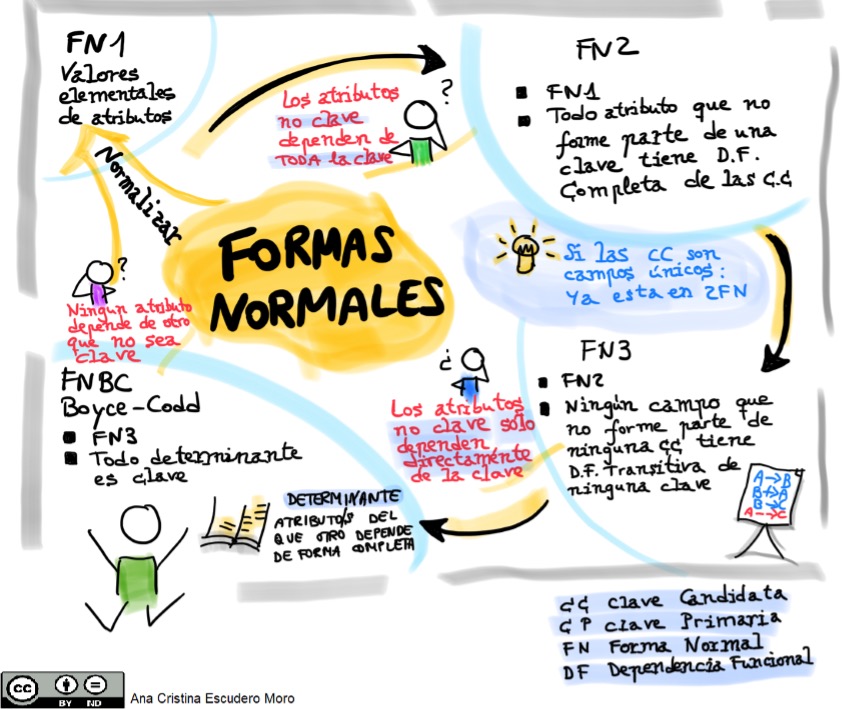 FN1
Valores
elementales
de atributos
Normalizar
Los atributos
no clave
dependen de
TODA la clave
?
FN2
FN1
Todo atributo que no
forme parte de una
clave tiene D.F.
Completa de las CC
FORMAS
NORMALES
Si las CC son
campos únicos:
Ya esta en 2FN
?
Ningún atributo
depende de otro
que no sea
clave
FN3
FN2
Ningún campo que
no forme parte de
ninguna CC tiene
D.F. Transitiva de
ninguna clave
A→B
B→C
A-→C
¿
Los atributos
no clave sólo
dependen
directamente
de la clave
FNBC
Boyce-Codd
FN3
Todo determinante
es clave
DETERMINANTE
ATRIBUTO/S DEL
QUE OTRO DEPENDE
DE FORMA COMPLETA
CC clave Candidata
CP clave Primaria
FN Forma Normal
DF Dependencia Funcional
cc
BY ND
Ana Cristina Escudero Moro